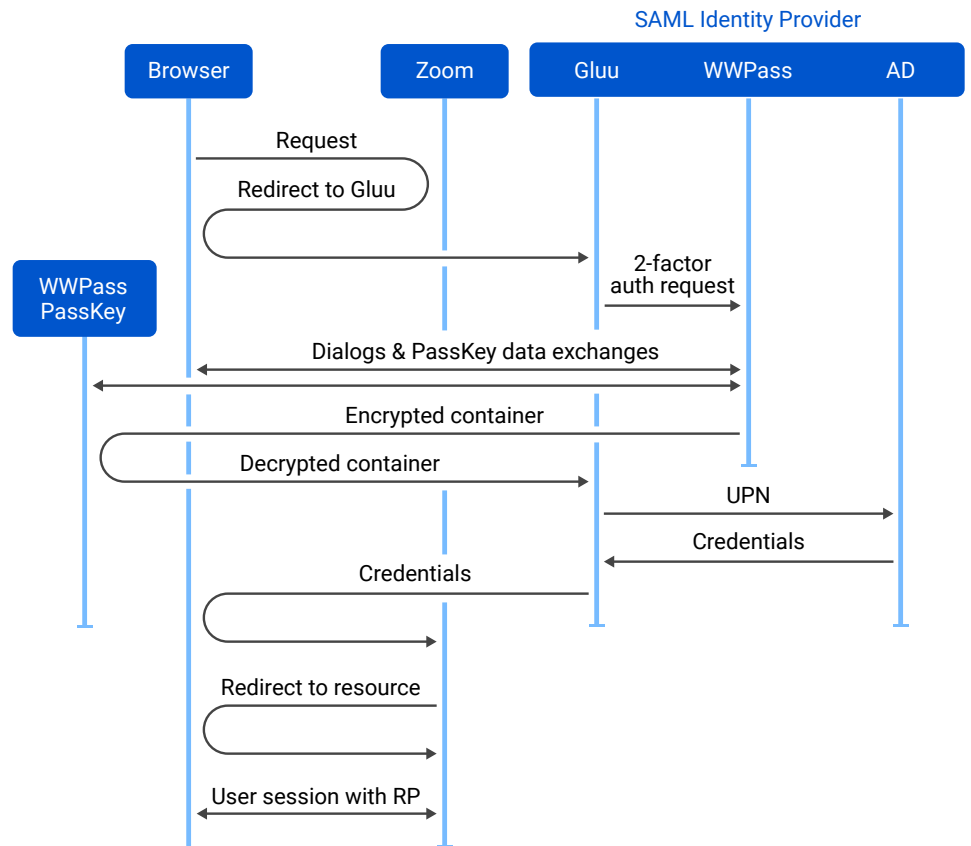 SAML Identity Provider
Browser
Zoom
Gluu
WWPass
AD
Request
Redirect to Gluu
2-factor
auth request
WWPass
PassKey
Dialogs & PassKey data exchanges
Encrypted container
Decrypted container
UPN
Credentials
Credentials
Redirect to resource
User session with RP